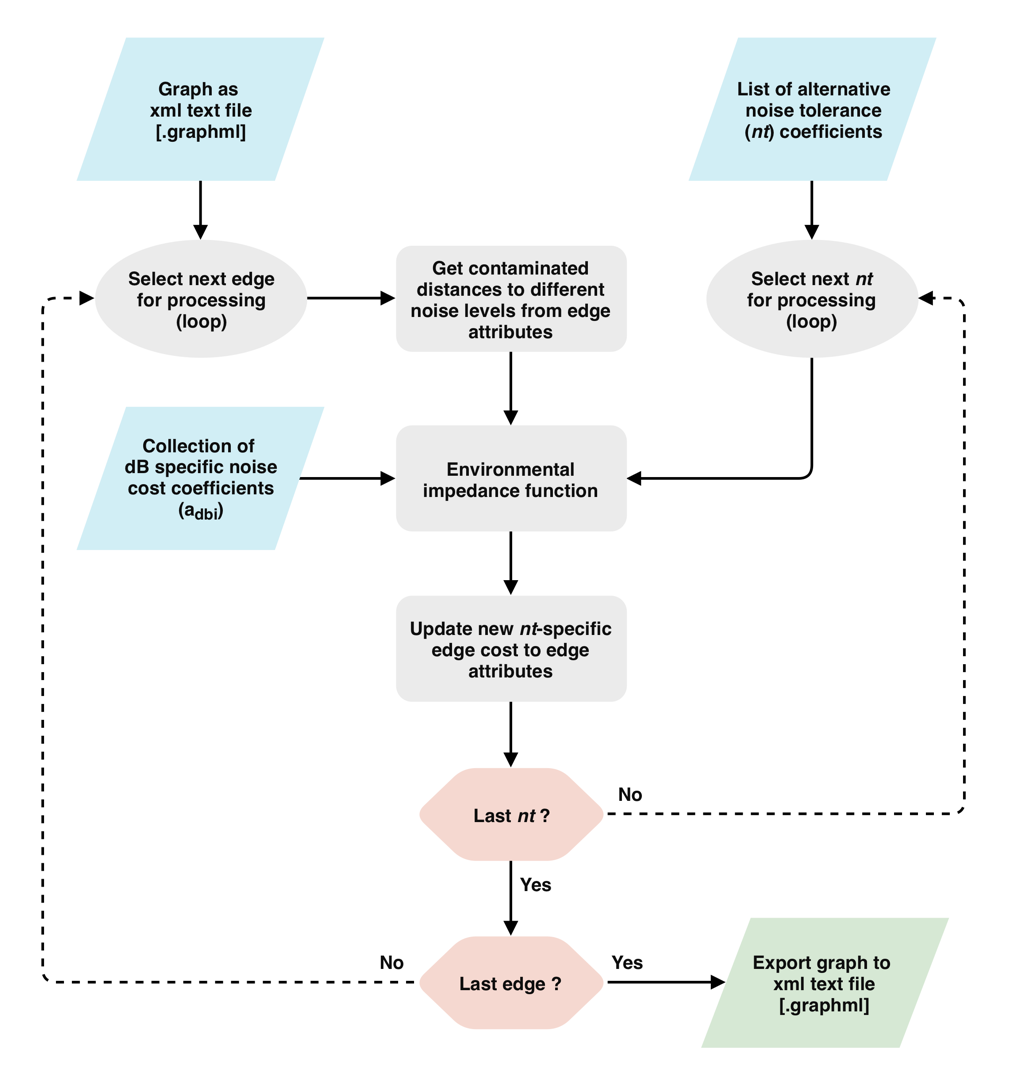 Graph as
xml text file
[.graphml]
List of alternative
noise tolerance
(nt) coefficients
Select next edge
for processing
(loop)
Get contaminated
distances to different
noise levels from edge
attributes
Select next nt
for processing
(loop)
Collection of
dB specific noise
cost coefficients
(adbi)
Environmental
impedance function
Update new nt-specific
edge cost to edge
attributes
Last nt ?
No
Yes
Last edge ?
No
Yes
Export graph to
xml text file
[.graphml]